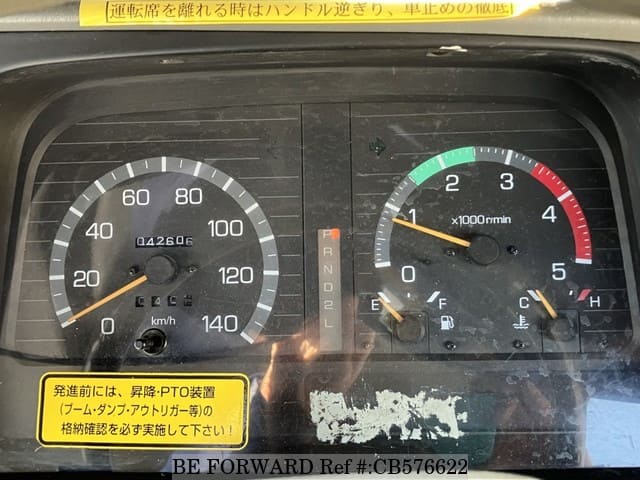 運転席を離れる時はハンドル逆ぎり、車止めの徹底
60 80
40 100
20 120
0 140
042606
km/h
P
R
N
D
2
L
1 2 3 4
0 5
x1000r/min
E F
C H
発進前には、昇降・PTO装置
(ブーム・ダンプ・アウトリガー等)の
格納確認を必ず実施して下さい!
BE FORWARD Ref #:CB576622